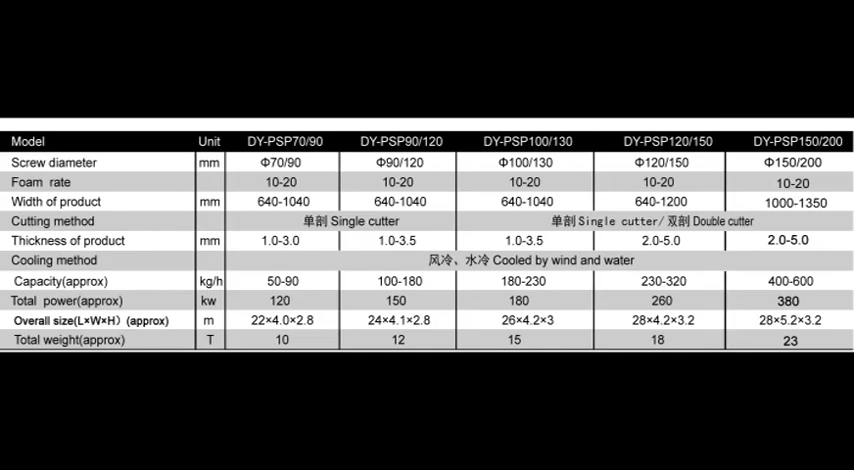 Model Unit DY-PSP70/90 DY-PSP90/120 DY-PSP100/130 DY-PSP120/150 DY-PSP150/200
Screw diameter mm Φ70/90 Φ90/120 Φ100/130 Φ120/150 Φ150/200
Foam rate 10-20 10-20 10-20 10-20 10-20
Width of product mm 640-1040 640-1040 640-1040 640-1200 1000-1350
Cutting method 单剖 Single cutter 单剖 Single cutter/ 双剖 Double cutter
Thickness of product mm 1.0-3.0 1.0-3.5 1.0-3.5 2.0-5.0 2.0-5.0
Cooling method 风冷、水冷 Cooled by wind and water
Capacity(approx) kg/h 50-90 100-180 180-230 230-320 400-600
Total power(approx) kw 120 150 180 260 380
Overall size(L×W×H）(approx) m 22×4.0×2.8 24×4.1×2.8 26×4.2×3 28×4.2×3.2 28×5.2×3.2
Total weight(approx) T 10 12 15 18 23